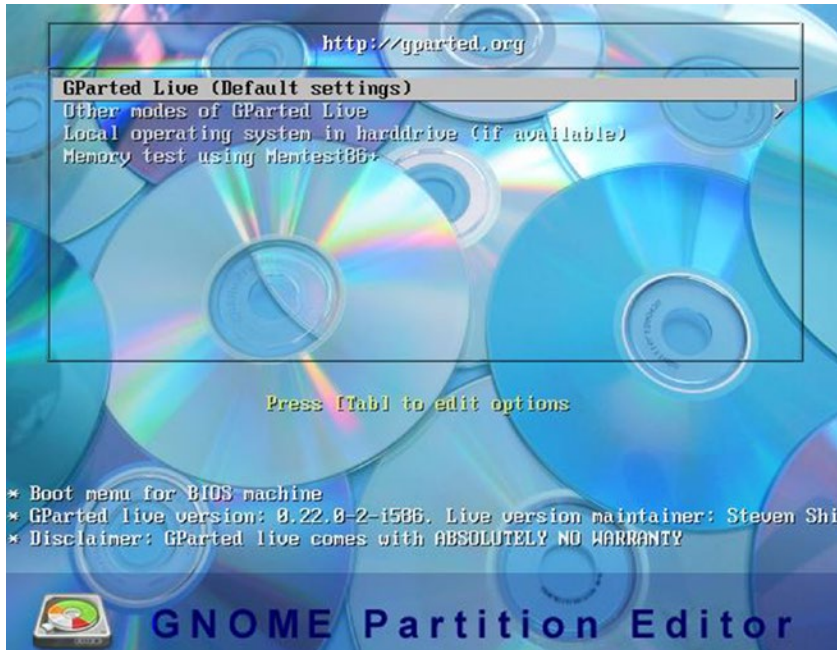 http://gparted.org
GParted Live (Default settings)
Other modes of GParted Live >
Local operating system in harddrive (if available)
Memory test using Memtest86+
Press [Tab] to edit options
* Boot menu for BIOS machine
* GParted live version: 0.22.0-2-i586. Live version maintainer: Steven Shi
* Disclaimer: GParted live comes with ABSOLUTELY NO WARRANTY
GNOME Partition Editor